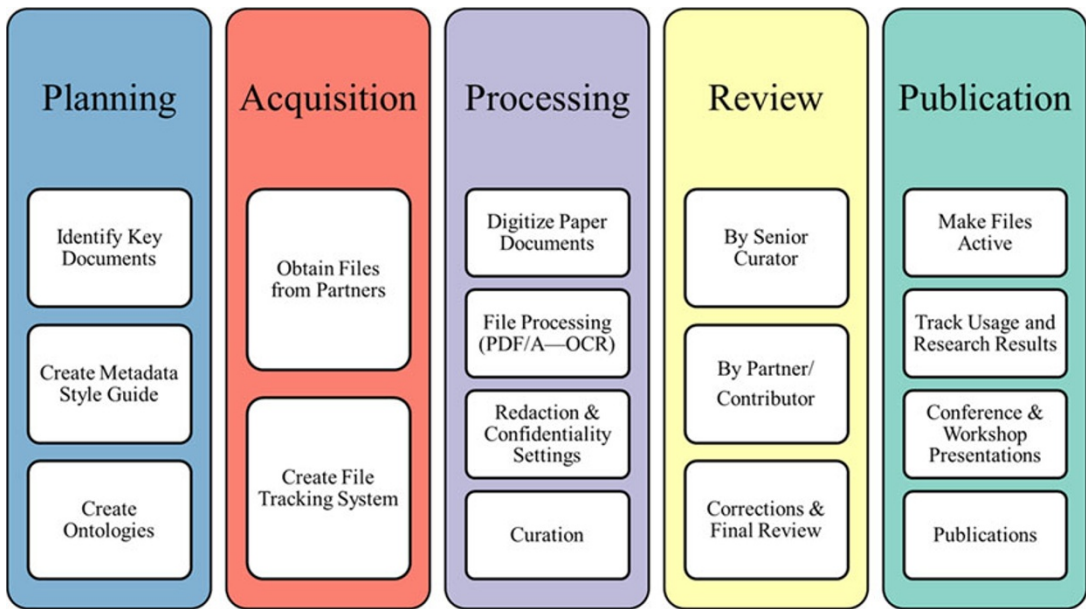 Planning
Identify Key
Documents
Create Metadata
Style Guide
Create
Ontologies
Acquisition
Obtain Files
from Partners
Create File
Tracking System
Processing
Digitize Paper
Documents
File Processing
(PDF/A—OCR)
Redaction &
Confidentiality
Settings
Curation
Review
By Senior
Curator
By Partner/
Contributor
Corrections &
Final Review
Publication
Make Files
Active
Track Usage and
Research Results
Conference &
Workshop
Presentations
Publications